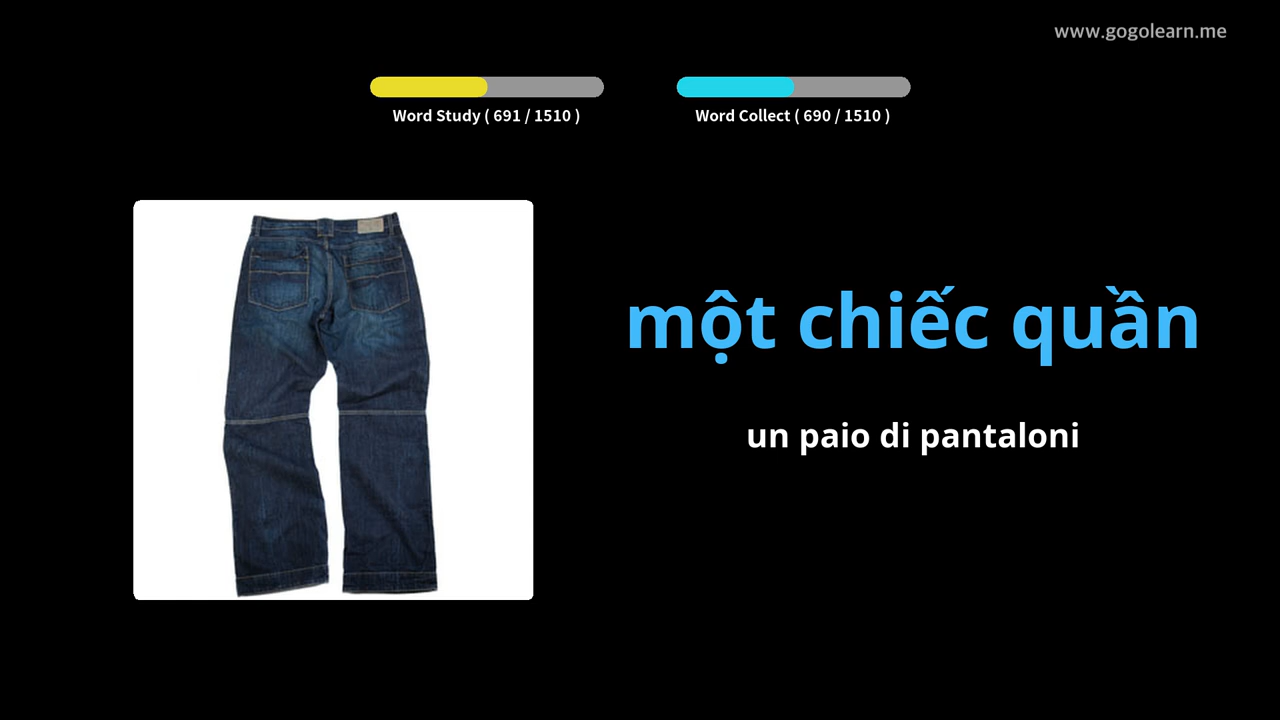 www.gogolearn.me
Word Study ( 691 / 1510 )
Word Collect ( 690 / 1510 )
một chiếc quần
un paio di pantaloni